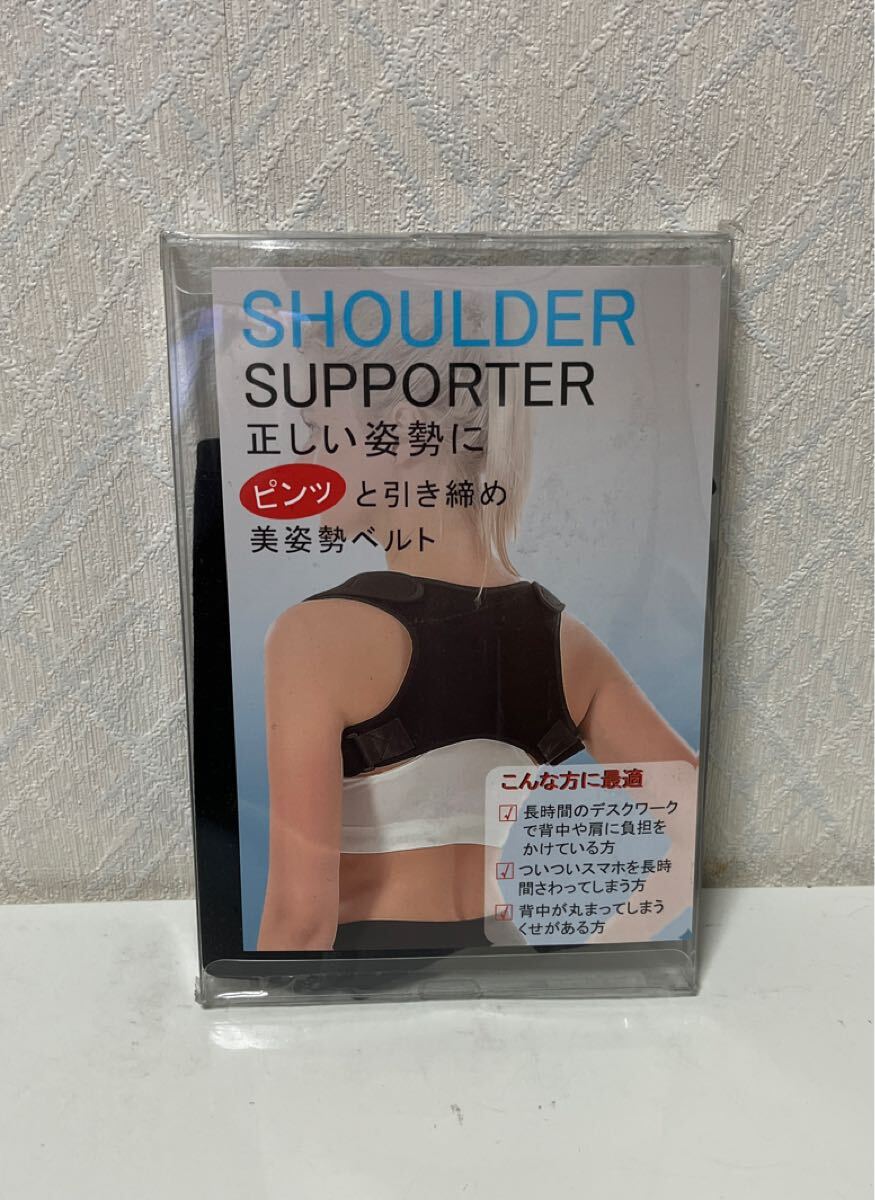 SHOULDER
SUPPORTER
正しい姿勢に
ピンッと引き締め
美姿勢ベルト
こんな方に最適
長時間のデスクワーク
で背中や肩に負担を
かけている方
ついついスマホを長時
間さわってしまう方
背中が丸まってしまう
くせがある方